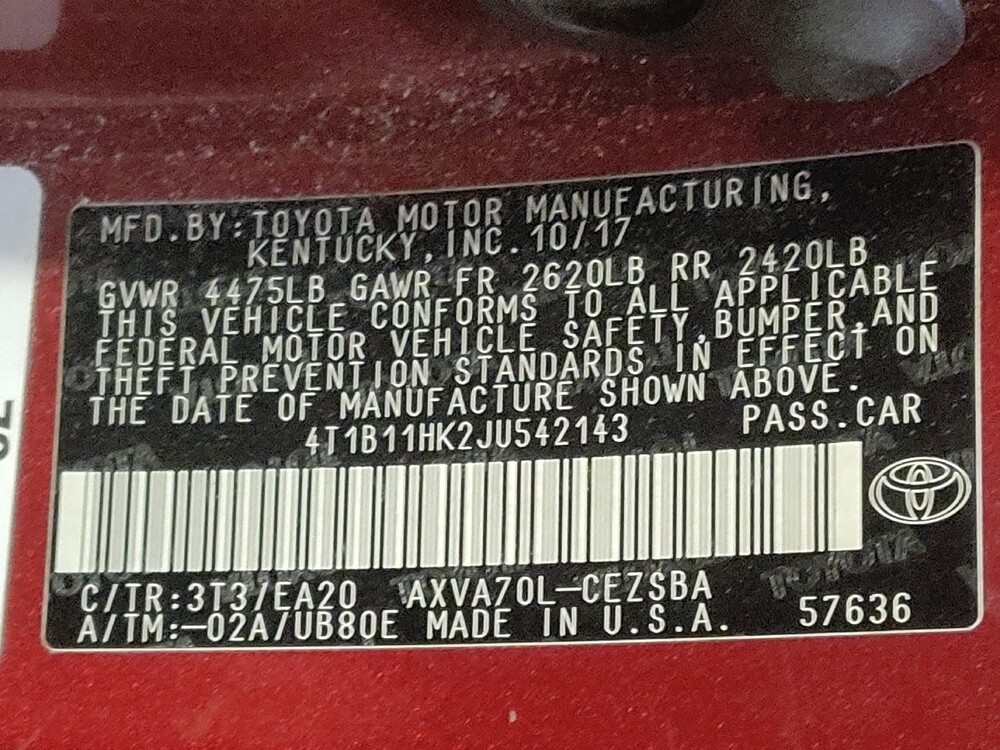 MFD.BY:TOYOTA MOTOR MANUFACTURING,
KENTUCKY,INC.10/17
GVWR 4475LB GAWR FR 2620LB RR 2420LB
THIS VEHICLE CONFORMS TO ALL APPLICABLE
FEDERAL MOTOR VEHICLE SAFETY,BUMPER,AND
THEFT PREVENTION STANDARDS IN EFFECT ON
THE DATE OF MANUFACTURE SHOWN ABOVE.
4T1B11HK2JU542143 PASS.CAR
C/TR:3T3/EA20 AXVA70L-CEZSBA
A/TM:-02A/UB80E MADE IN U.S.A. 57636